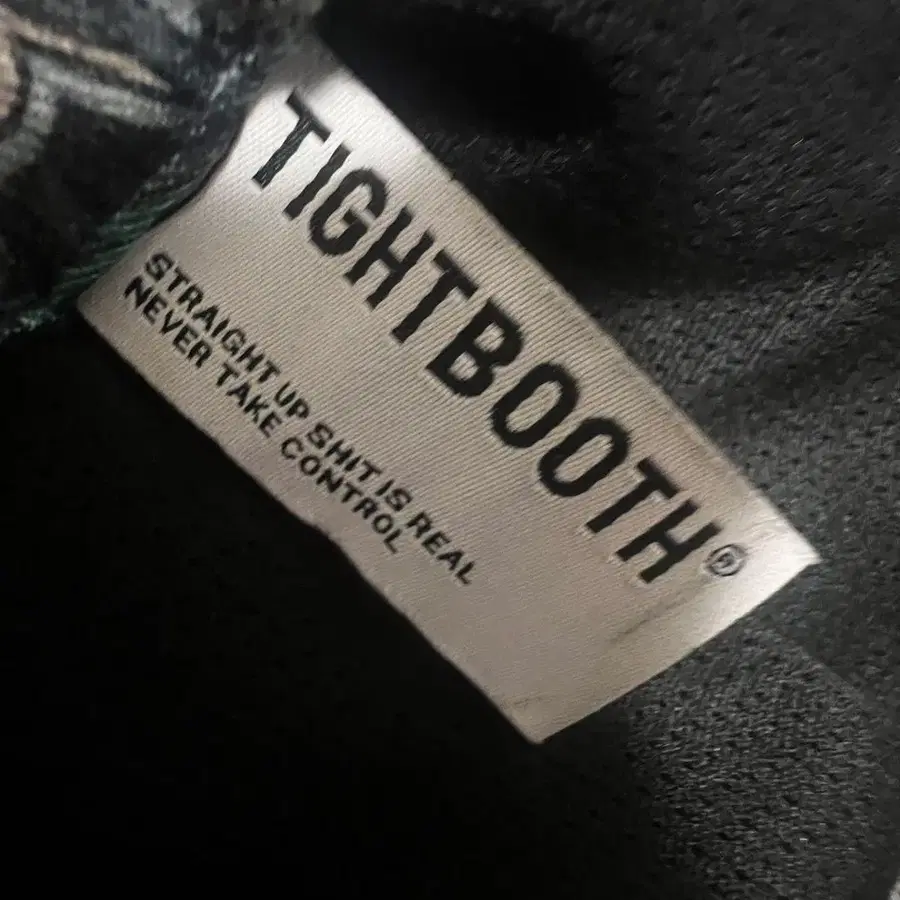 TIGHTBOOTH®
STRAIGHT UP SHIT IS REAL
NEVER TAKE CONTROL